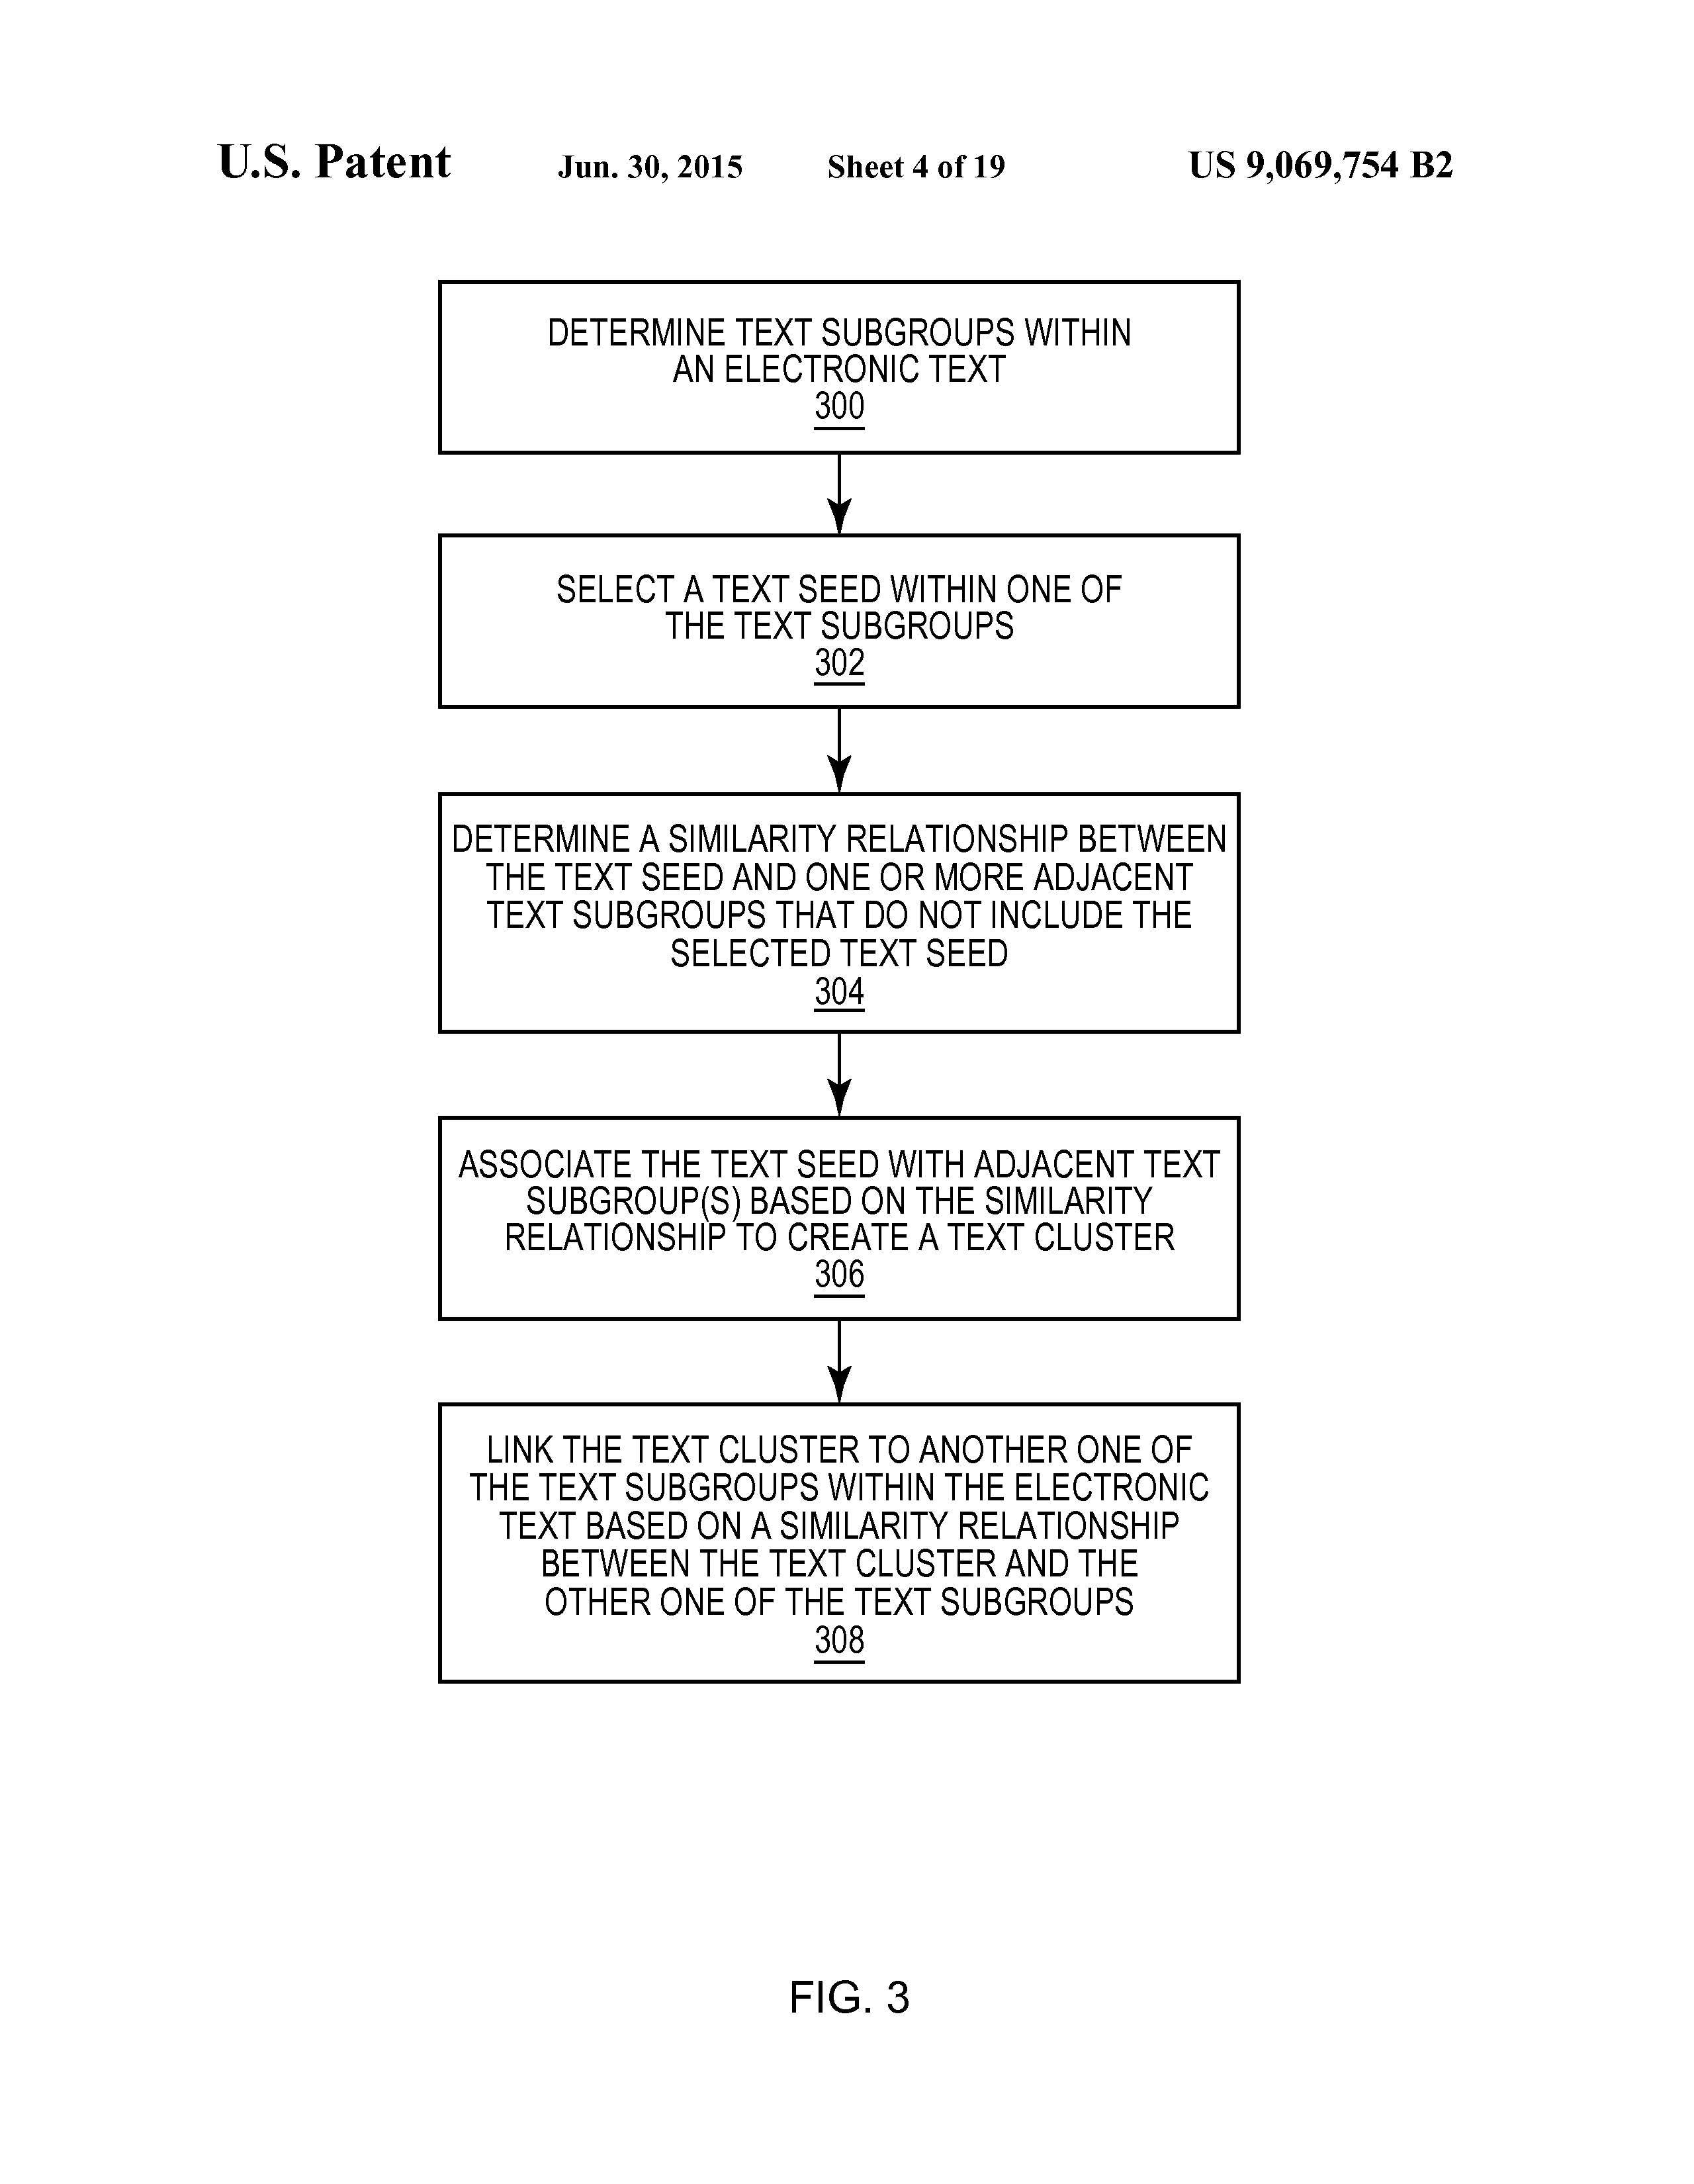 U.S. Patent Jun. 30, 2015 Sheet 4 of 19 US 9,069,754 B2
DETERMINE TEXT SUBGROUPS WITHIN
AN ELECTRONIC TEXT
300
SELECT A TEXT SEED WITHIN ONE OF
THE TEXT SUBGROUPS
302
DETERMINE A SIMILARITY RELATIONSHIP BETWEEN
THE TEXT SEED AND ONE OR MORE ADJACENT
TEXT SUBGROUPS THAT DO NOT INCLUDE THE
SELECTED TEXT SEED
304
ASSOCIATE THE TEXT SEED WITH ADJACENT TEXT
SUBGROUP(S) BASED ON THE SIMILARITY
RELATIONSHIP TO CREATE A TEXT CLUSTER
306
LINK THE TEXT CLUSTER TO ANOTHER ONE OF
THE TEXT SUBGROUPS WITHIN THE ELECTRONIC
TEXT BASED ON A SIMILARITY RELATIONSHIP
BETWEEN THE TEXT CLUSTER AND THE
OTHER ONE OF THE TEXT SUBGROUPS
308
FIG. 3